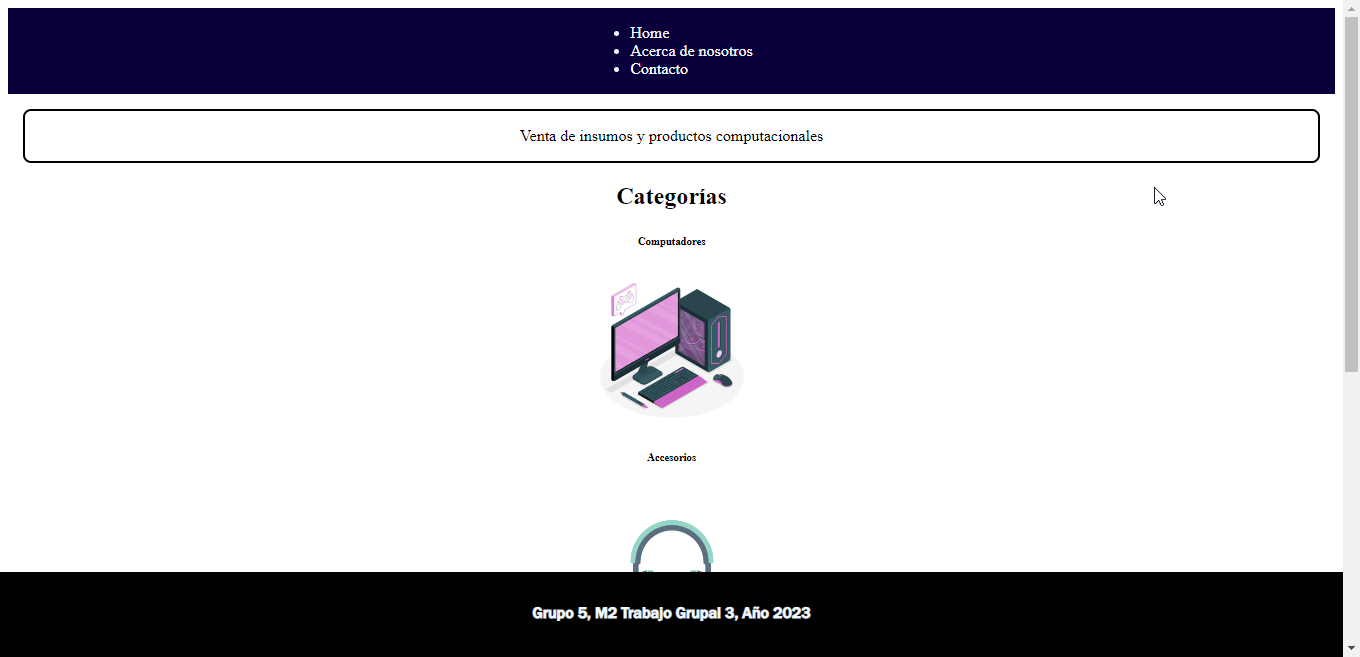 Home
Acerca de nosotros
Contacto
Venta de insumos y productos computacionales
Categorías
Computadores
Accesorios
Grupo 5, M2 Trabajo Grupal 3, Año 2023